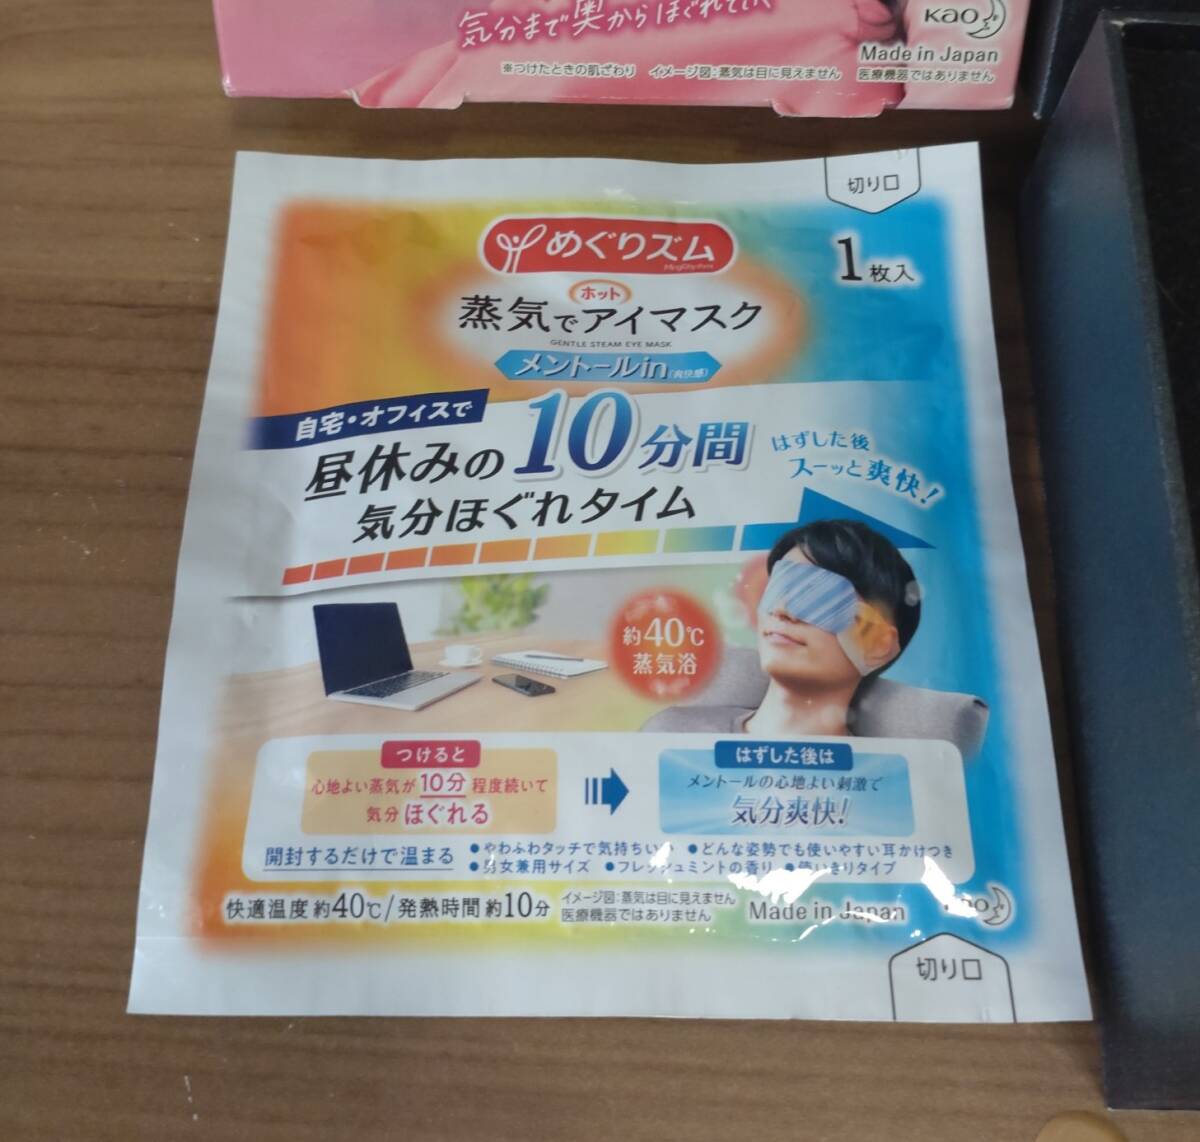 気分まで奥からほぐれてい
Kao
Made in Japan
※つけたときの肌ざわり イメージ図:蒸気は目に見えません 医療機器ではありません
切り口
めぐりズム
MegRhythm
1枚入
ホット
蒸気でアイマスク
GENTLE STEAM EYE MASK
メントールin(爽快感)
自宅・オフィスで
昼休みの10分間
気分ほぐれタイム
はずした後
スーッと爽快!
約40℃
蒸気浴
つけると
心地よい蒸気が10分程度続いて
気分ほぐれる
はずした後は
メントールの心地よい刺激で
気分爽快!
開封するだけで温まる
●やわふわタッチで気持ちいい ●どんな姿勢でも使いやすい耳かけつき
●男女兼用サイズ ●フレッシュミントの香り ●使いきりタイプ
快適温度 約40℃/発熱時間 約10分
イメージ図:蒸気は目に見えません
医療機器ではありません
Made in Japan
Kao
切り口